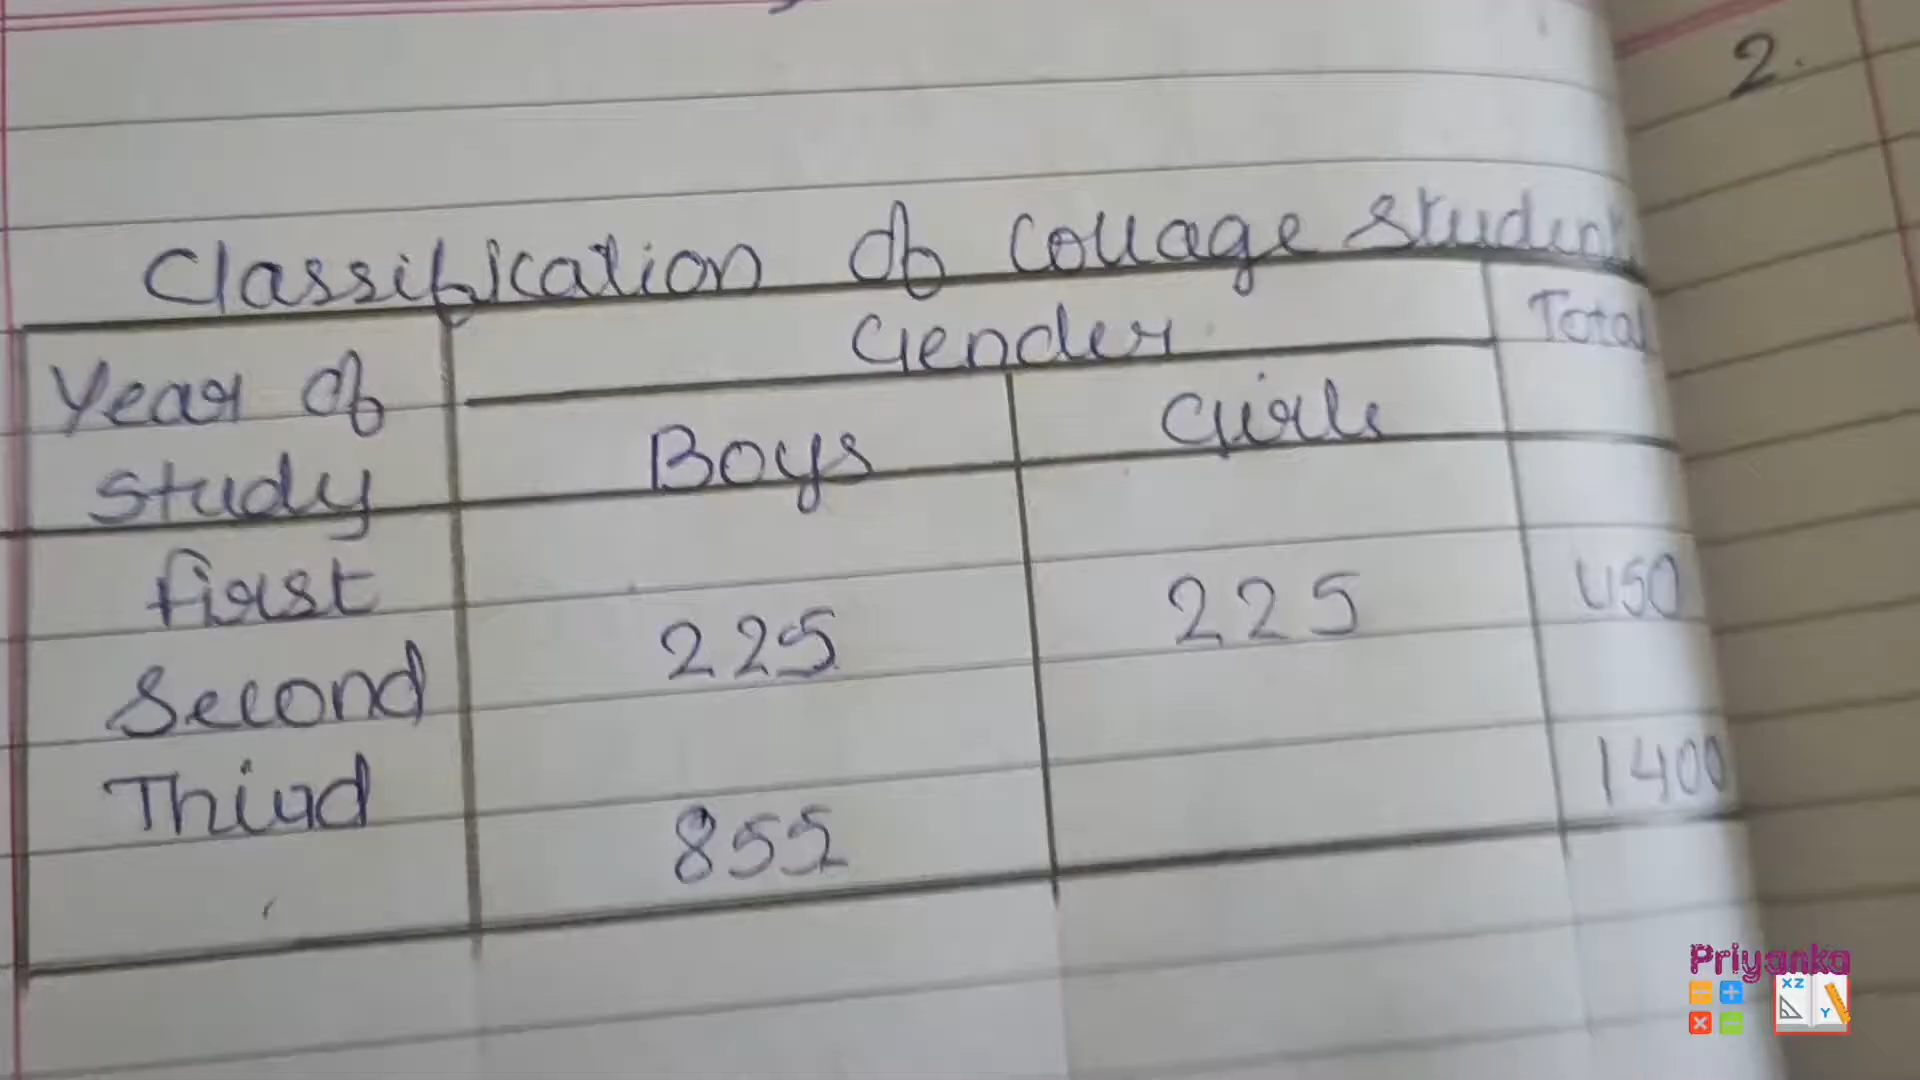 2.
Classification of Collage Student
Year of study
Gender
Total
Boys
Girls
First
225
225
450
Second
Third
855
1400
Priyanka
XZ
Y